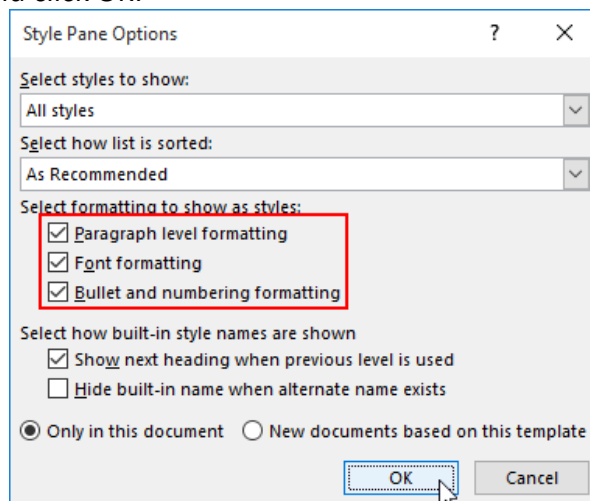 Style Pane Options ? ×
Select styles to show:
All styles
Select how list is sorted:
As Recommended
Select formatting to show as styles:
Paragraph level formatting
Font formatting
Bullet and numbering formatting
Select how built-in style names are shown
Show next heading when previous level is used
Hide built-in name when alternate name exists
Only in this document New documents based on this template
OK Cancel